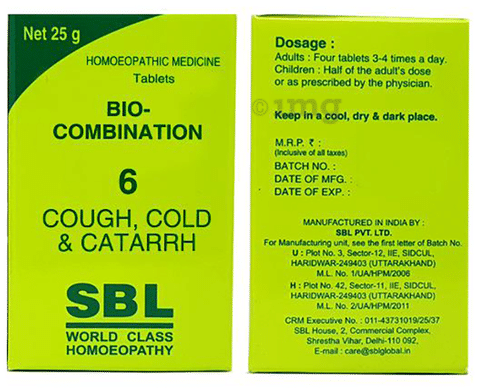 Net 25 g
HOMOEOPATHIC MEDICINE
Tablets
BIO-
COMBINATION
6
COUGH, COLD
& CATARRH
SBL
WORLD CLASS
HOMOEOPATHY
Dosage :
Adults : Four tablets 3-4 times a day.
Children : Half of the adult's dose
or as prescribed by the physician.
© 1mg
Keep in a cool, dry & dark place.
M.R.P. ₹ :
(Inclusive of all taxes)
BATCH NO. :
DATE OF MFG. :
DATE OF EXP. :
MANUFACTURED IN INDIA BY :
SBL PVT. LTD.
For Manufacturing unit, see the first letter of Batch No.
U : Plot No. 3, Sector-12, IIE, SIDCUL,
HARIDWAR-249403 (UTTARAKHAND)
M.L. No. 1/UA/HPM/2006
H : Plot No. 42, Sector-11, IIE, SIDCUL,
HARIDWAR-249403 (UTTARAKHAND)
M.L. No. 2/UA/HPM/2011
CRM Executive No. : 011-43731019/25/37
SBL House, 2, Commercial Complex,
Shrestha Vihar, Delhi-110 092,
E-mail : care@sblglobal.in